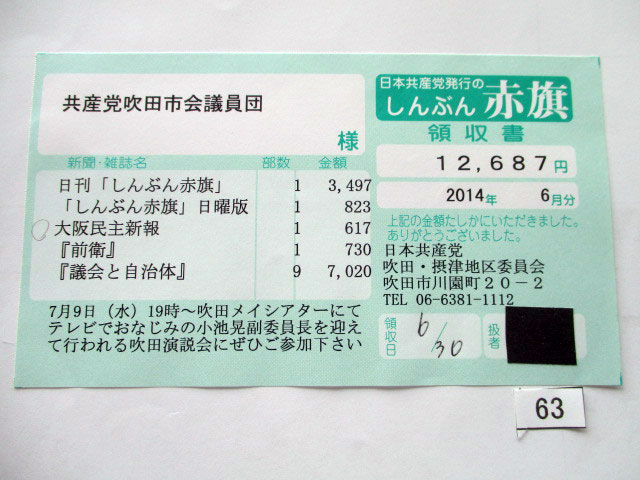 共産党吹田市会議員団
様
新聞・雑誌名 部数 金額
日刊「しんぶん赤旗」 1 3,497
「しんぶん赤旗」日曜版 1 823
大阪民主新報 1 617
『前衛』 1 730
『議会と自治体』 9 7,020
7月9日（水）19時～吹田メイシアターにて
テレビでおなじみの小池晃副委員長を迎え
て行われる吹田演説会にぜひご参加下さい
日本共産党発行の
しんぶん赤旗
領収書
12,687円
2014年 6月分
上記の金額たしかにいただきました。
ありがとうございました。
日本共産党
吹田・摂津地区委員会
吹田市川園町20-2
TEL 06-6381-1112
領収日 6/30 扱者
63